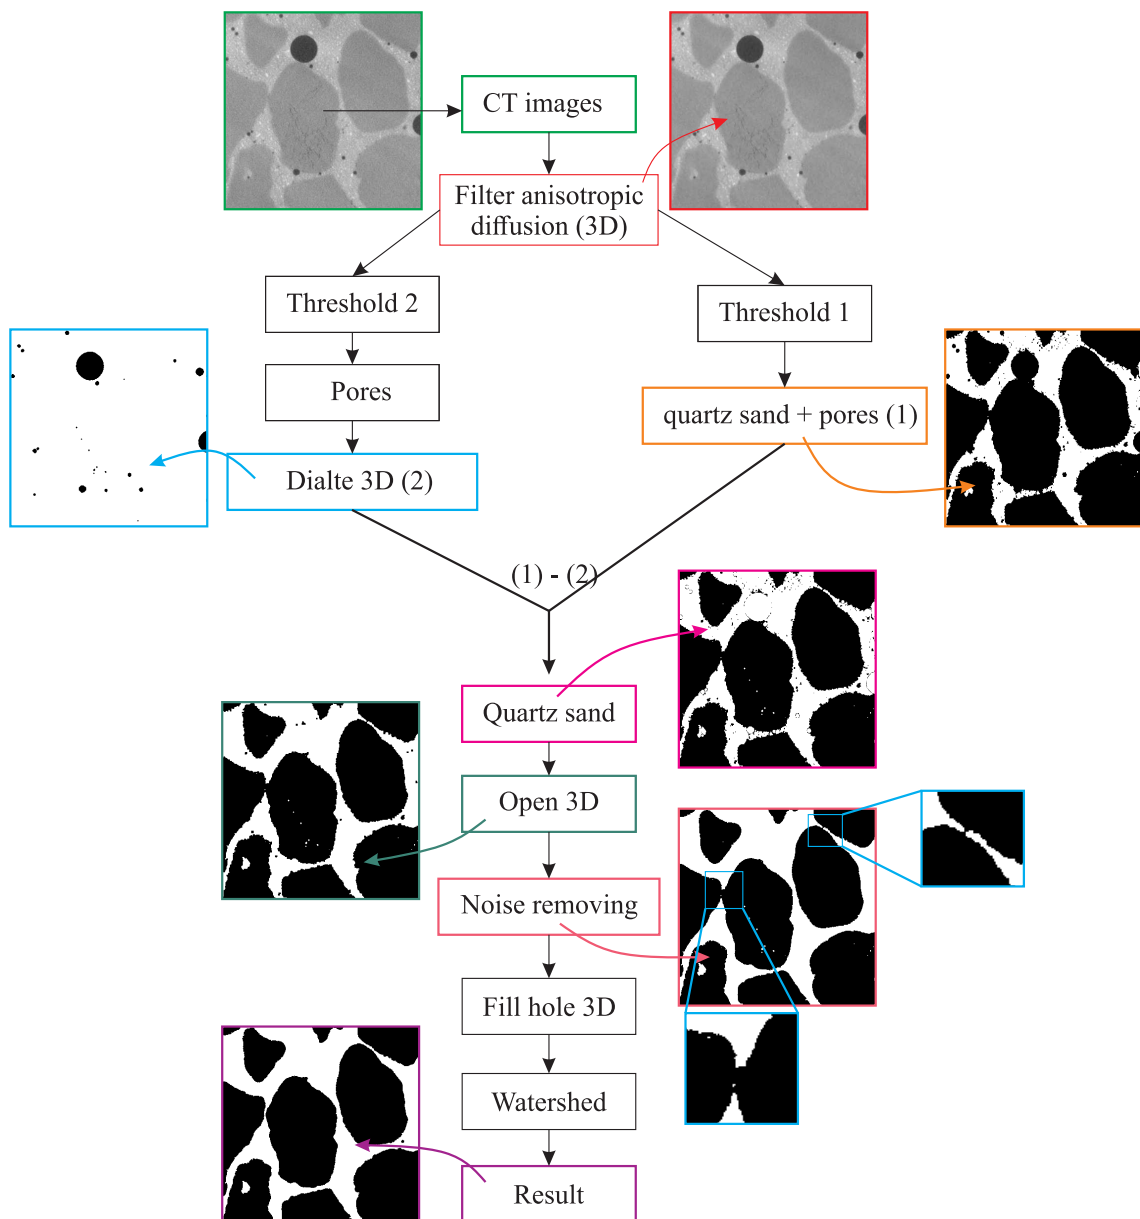 CT images
Filter anisotropic
diffusion (3D)
Threshold 2
Threshold 1
Pores
quartz sand + pores (1)
Dialte 3D (2)
(1) - (2)
Quartz sand
Open 3D
Noise removing
Fill hole 3D
Watershed
Result